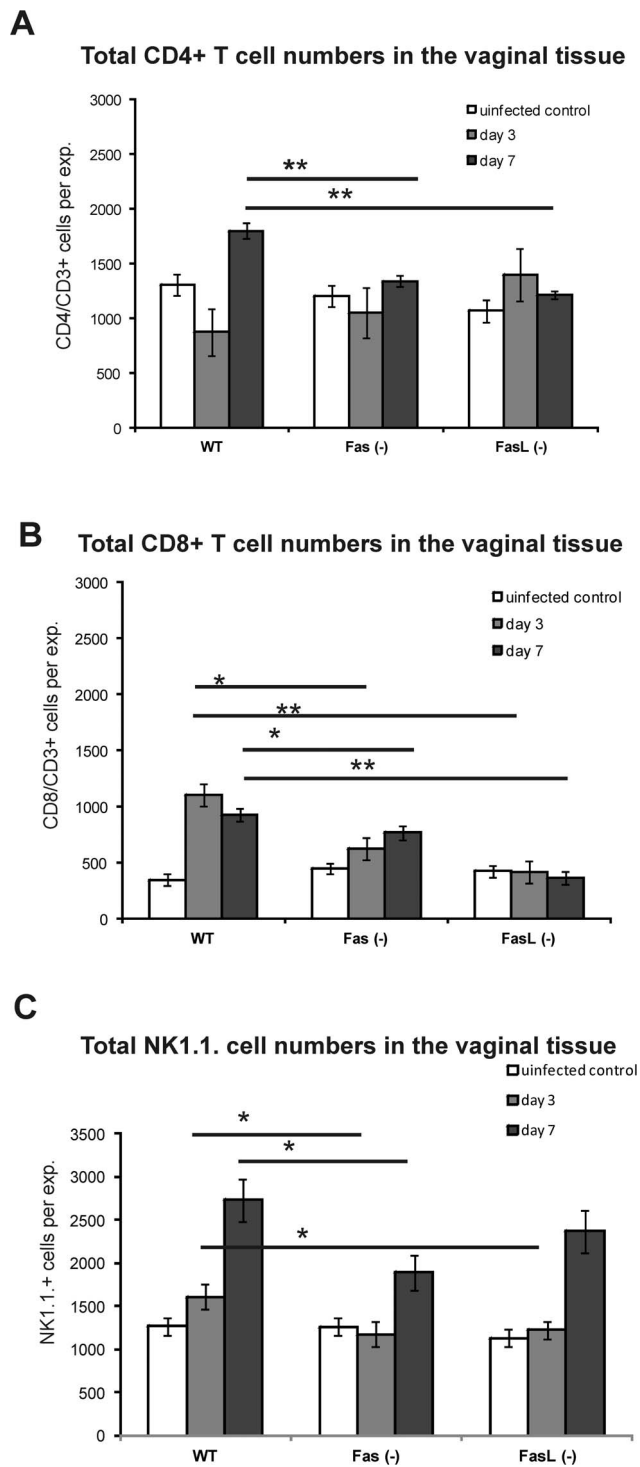 A
Total CD4+ T cell numbers in the vaginal tissue
CD4/CD3+ cells per exp.
3000
2500
2000
1500
1000
500
0
uinfected control
day 3
day 7
**
**
WT
Fas (-)
FasL (-)
B
Total CD8+ T cell numbers in the vaginal tissue
CD8/CD3+ cells per exp.
3000
2500
2000
1500
1000
500
0
uinfected control
day 3
day 7
*
**
*
**
WT
Fas (-)
FasL (-)
C
Total NK1.1. cell numbers in the vaginal tissue
NK1.1.+ cells per exp.
3500
3000
2500
2000
1500
1000
500
0
uinfected control
day 3
day 7
*
*
*
WT
Fas (-)
FasL (-)